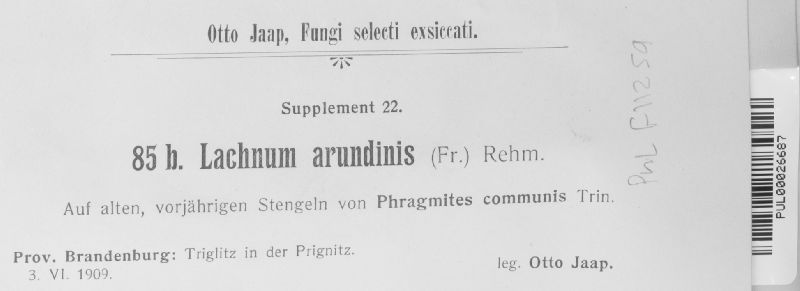 Otto Jaap, Fungi selecti exsiccati.
Supplement 22.
85 h. Lachnum arundinis (Fr.) Rehm.
Auf alten, vorjährigen Stengeln von Phragmites communis Trin.
Prov. Brandenburg: Triglitz in der Prignitz.
3. VI. 1909.
leg. Otto Jaap.
PuL F11259
PUL00026687